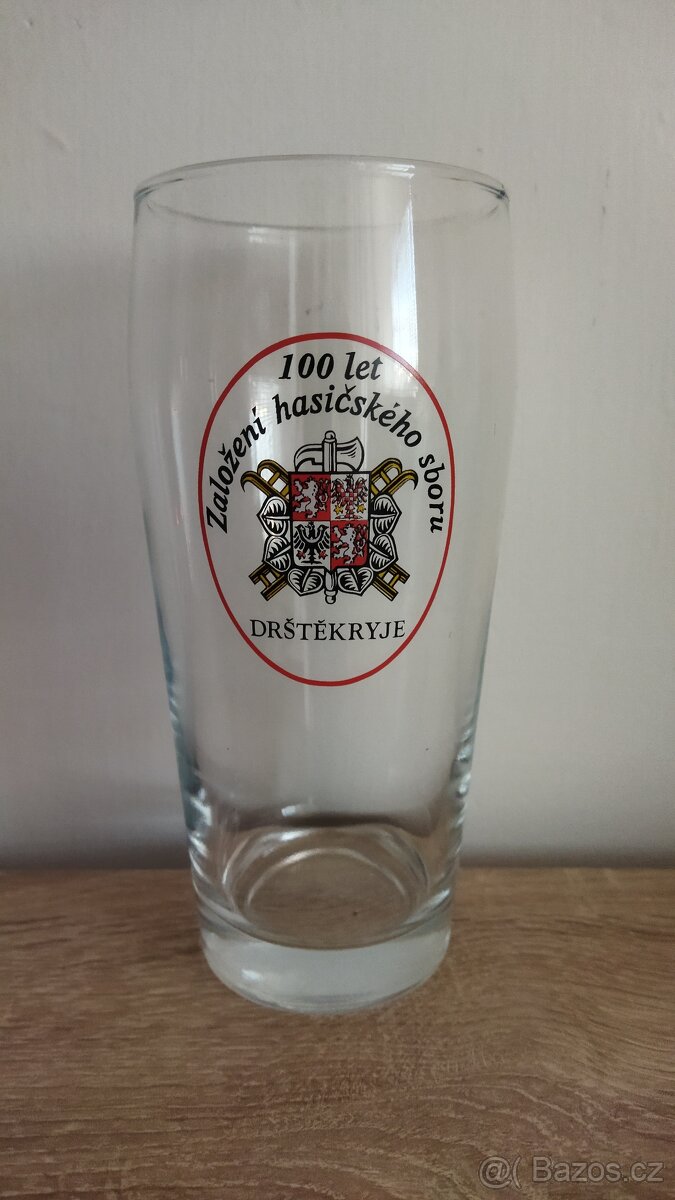 100 let
Založení hasičského sboru
DRŠTĚKRYJE
@( Bazos.cz